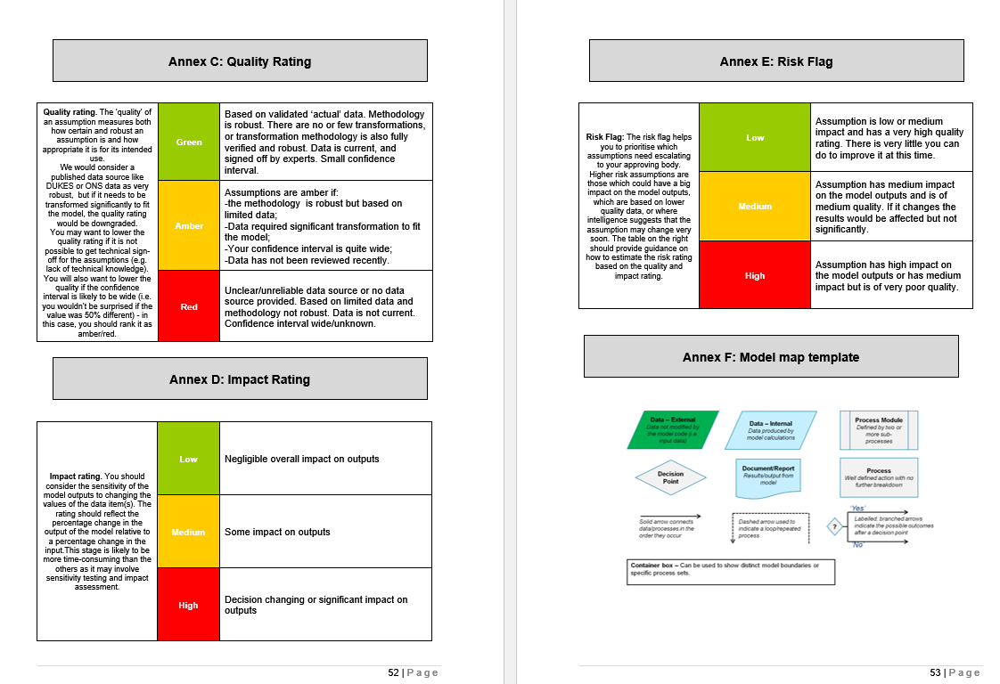 Annex C: Quality Rating
Quality rating. The 'quality' of
an assumption measures both
how certain and robust an
assumption is and how
appropriate it is for its intended
use.
We would consider a
published data source like
DUKES or ONS data as very
robust,  but if it needs to be
transformed significantly to fit
the model, the quality rating
would be downgraded.
You may want to lower the
quality rating if it is not
possible to get technical sign-
off for the assumptions (e.g.
lack of technical knowledge).
You will also want to lower the
quality if the confidence
interval is likely to be wide (i.e.
you wouldn't be surprised if the
value was 50% different) - in
this case, you should rank it as
amber/red.
Green
Based on validated ‘actual’ data. Methodology
is robust. There are no or few transformations,
or transformation methodology is also fully
verified and robust. Data is current, and
signed off by experts. Small confidence
interval.
Amber
Assumptions are amber if:
-the methodology  is robust but based on
limited data;
-Data required significant transformation to fit
the model;
-Your confidence interval is quite wide;
-Data has not been reviewed recently.
Red
Unclear/unreliable data source or no data
source provided. Based on limited data and
methodology not robust. Data is not current.
Confidence interval wide/unknown.
Annex D: Impact Rating
Impact rating. You should
consider the sensitivity of the
model outputs to changing the
values of the data item(s). The
rating should reflect the
percentage change in the
output of the model relative to
a percentage change in the
input.This stage is likely to be
more time-consuming than the
others as it may involve
sensitivity testing and impact
assessment.
Low
Negligible overall impact on outputs
Medium
Some impact on outputs
High
Decision changing or significant impact on
outputs
52 | Page
Annex E: Risk Flag
Risk Flag: The risk flag helps
you to prioritise which
assumptions need escalating
to your approving body.
Higher risk assumptions are
those which could have a big
impact on the model outputs,
which are based on lower
quality data, or where
intelligence suggests that the
assumption may change very
soon. The table on the right
should provide guidance on
how to estimate the risk rating
based on the quality and
impact rating.
Low
Assumption is low or medium
impact and has a very high quality
rating. There is very little you can
do to improve it at this time.
Medium
Assumption has medium impact
on the model outputs and is of
medium quality. If it changes the
results would be affected but not
significantly.
High
Assumption has high impact on
the model outputs or has medium
impact but is of very poor quality.
Annex F: Model map template
Data – External
Data not modified by
the model code (i.e.
input data)
Data – Internal
Data produced by
model calculations
Process Module
Defined by two or
more sub-
processes
Decision
Point
Document/Report
Results/output from
model
Process
Well defined action with no
further breakdown
Solid arrow connects
data/processes in the
order they occur
Dashed arrow used to
indicate a loop/repeated
process
?
'Yes'
Labelled, branched arrows
indicate the possible outcomes
after a decision point
'No'
Container box – Can be used to show distinct model boundaries or
specific process sets.
53 | Page